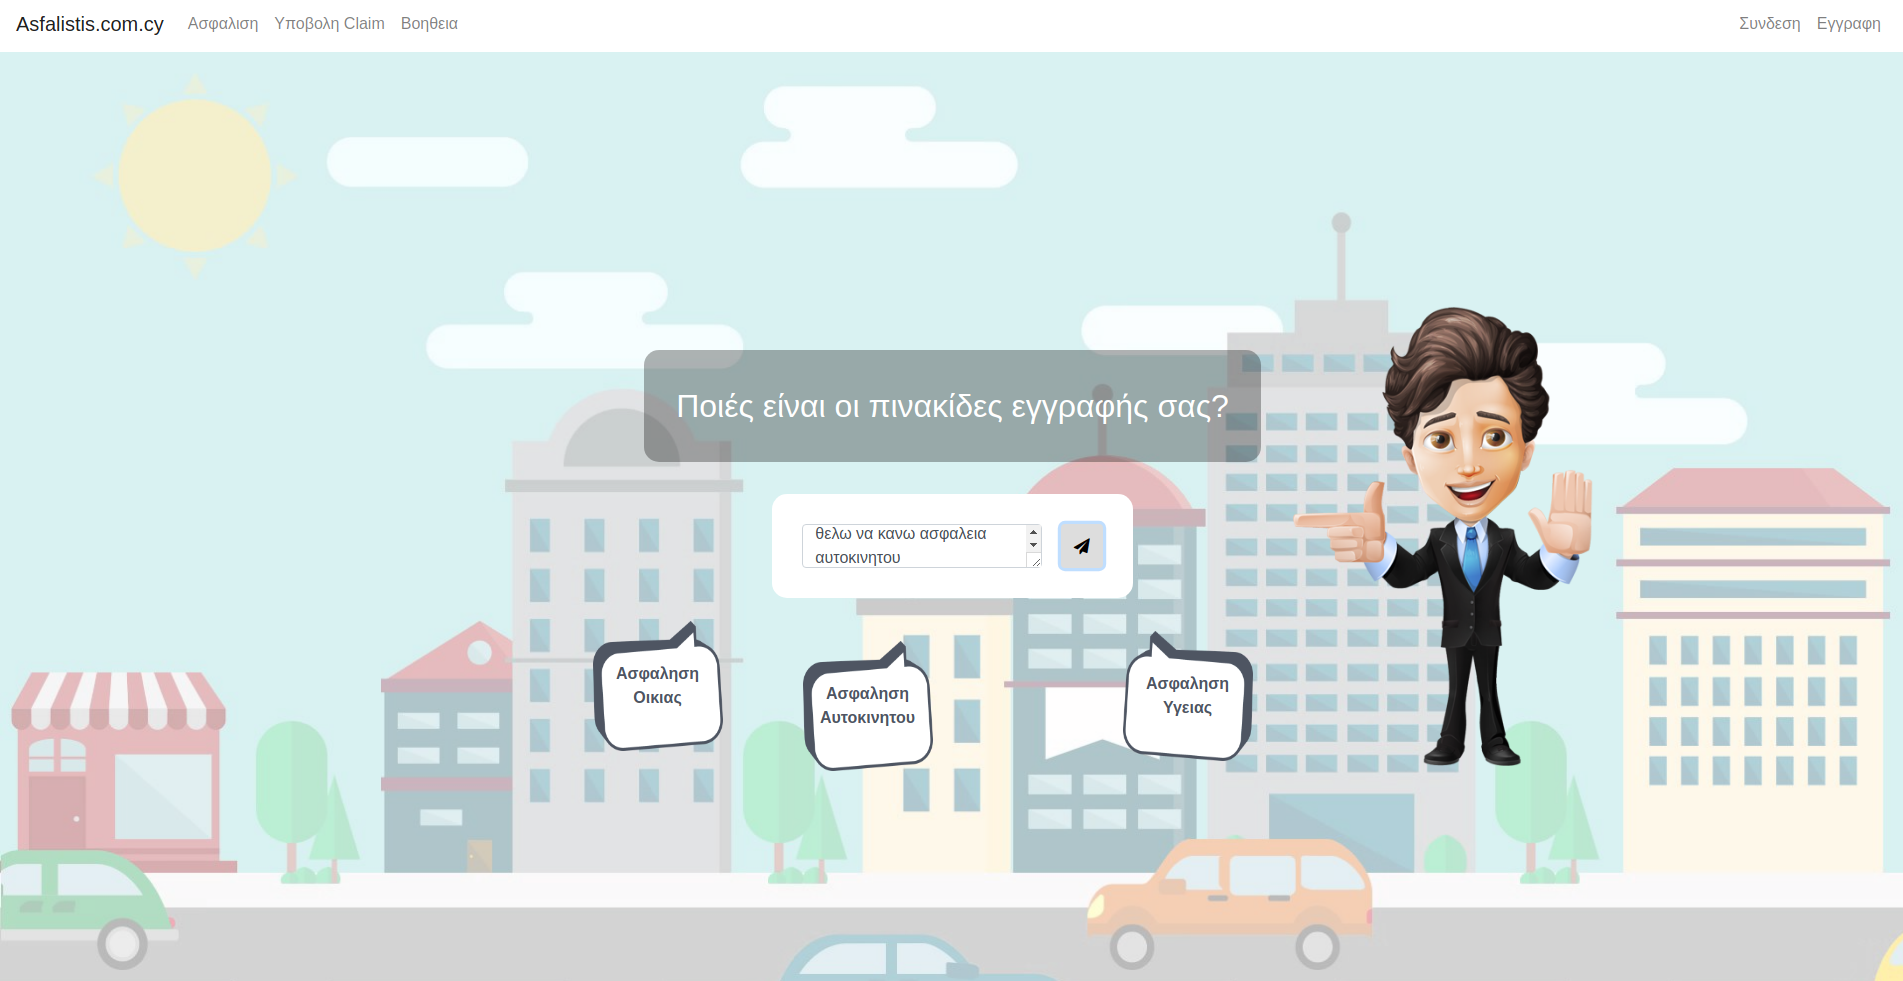 Asfalistis.com.cy
Ασφαλιση
Υποβολη Claim
Βοηθεια
Συνδεση
Εγγραφη
Ποιές είναι οι πινακίδες εγγραφής σας?
θελω να κανω ασφαλεια
αυτοκινητου
Ασφαληση
Οικιας
Ασφαληση
Αυτοκινητου
Ασφαληση
Υγειας